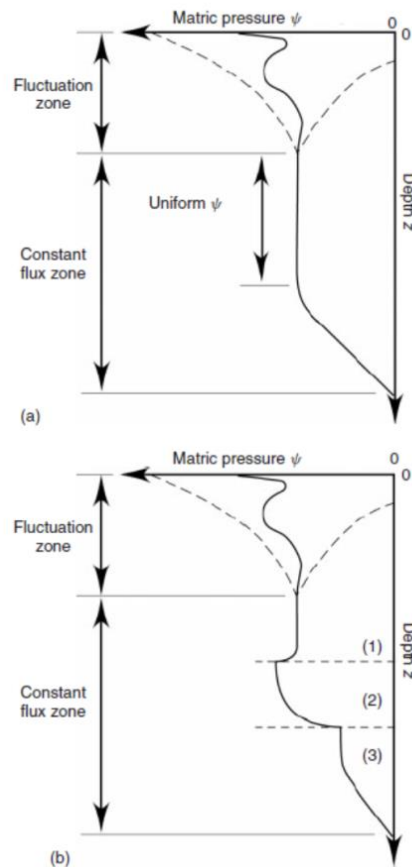 Matric pressure ψ
0
0
Fluctuation
zone
Uniform ψ
Depth z
Constant
flux zone
(a)
Matric pressure ψ
0
0
Fluctuation
zone
Depth z
(1)
Constant
flux zone
(2)
(3)
(b)